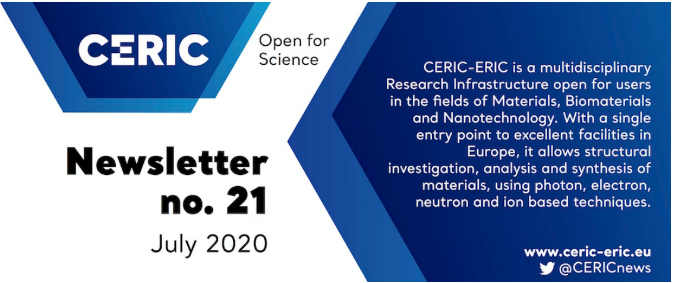 CERIC
Open for
Science
Newsletter
no. 21
July 2020
CERIC-ERIC is a multidisciplinary
Research Infrastructure open for users
in the fields of Materials, Biomaterials
and Nanotechnology. With a single
entry point to excellent facilities in
Europe, it allows structural
investigation, analysis and synthesis of
materials, using photon, electron,
neutron and ion based techniques.
www.ceric-eric.eu
@CERICnews